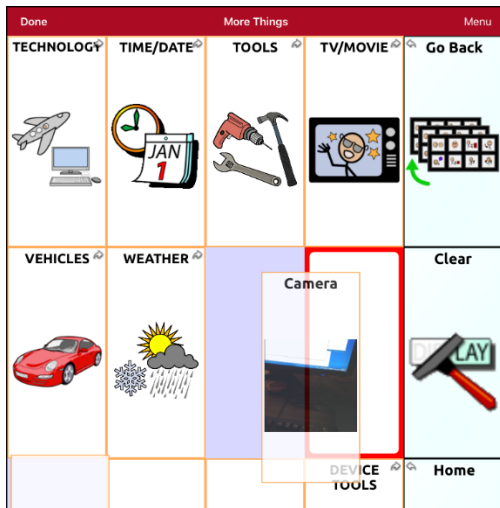 Done More Things Menu
TECHNOLOGY TIME/DATE TOOLS TV/MOVIE Go Back
JAN
1
VEHICLES WEATHER Clear
Camera
DISPLAY
DEVICE
TOOLS
Home